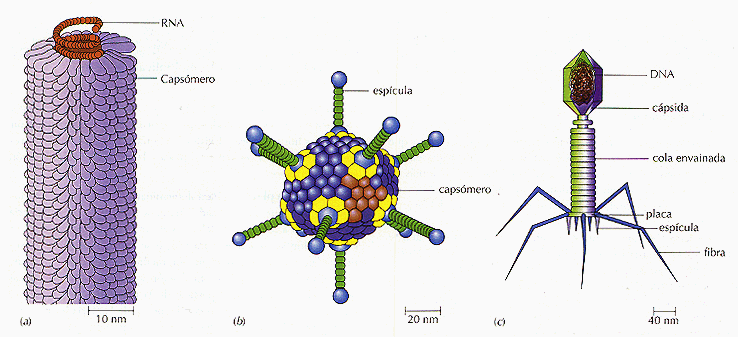 RNA
Capsómero
(a)
10 nm
espícula
capsómero
(b)
20 nm
DNA
cápsida
cola envainada
placa
espícula
fibra
(c)
40 nm